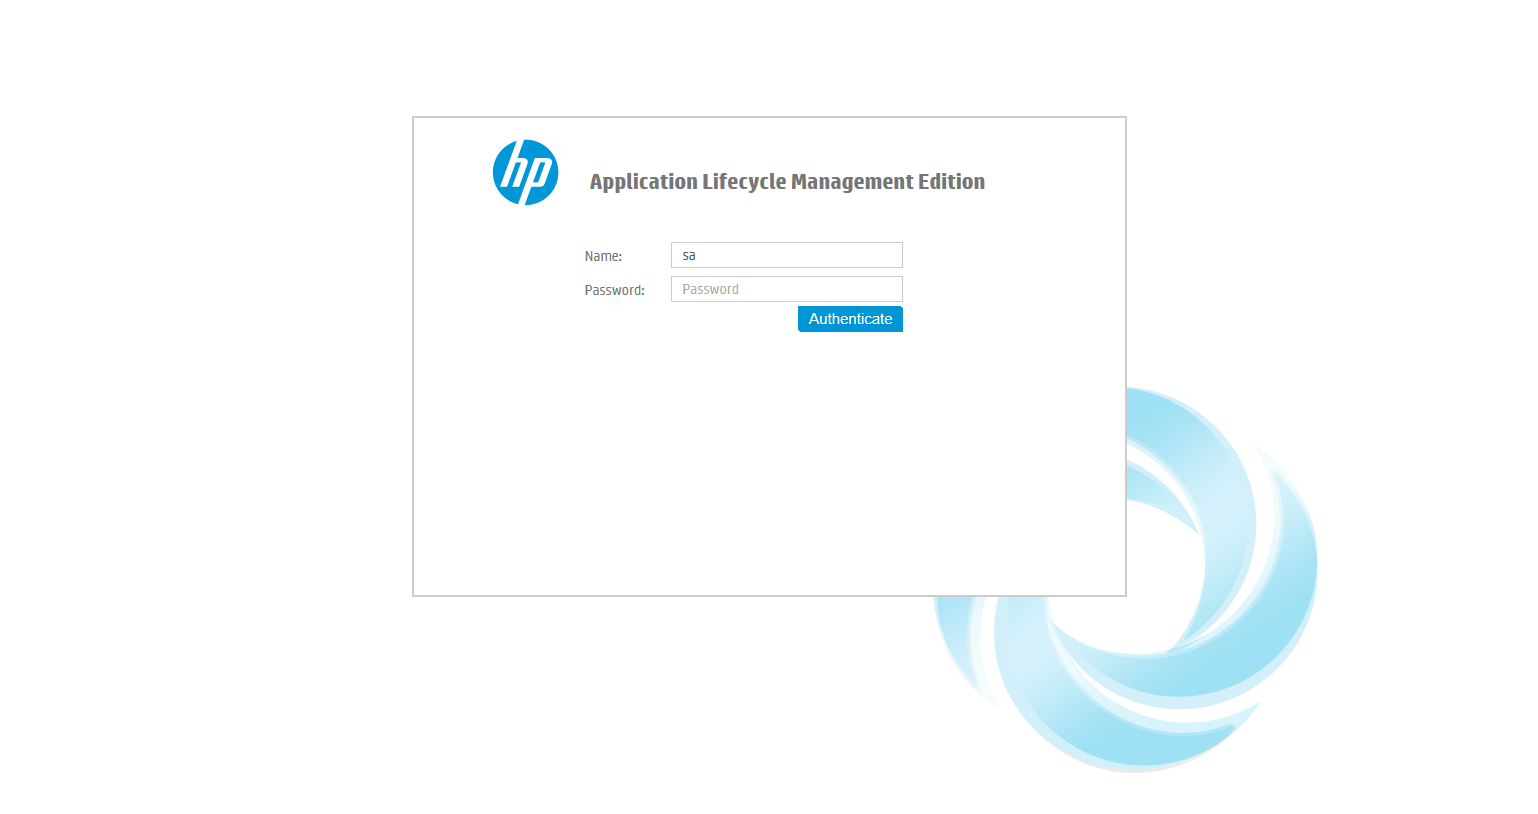 hp
Application Lifecycle Management Edition
Name: sa
Password: Password
Authenticate